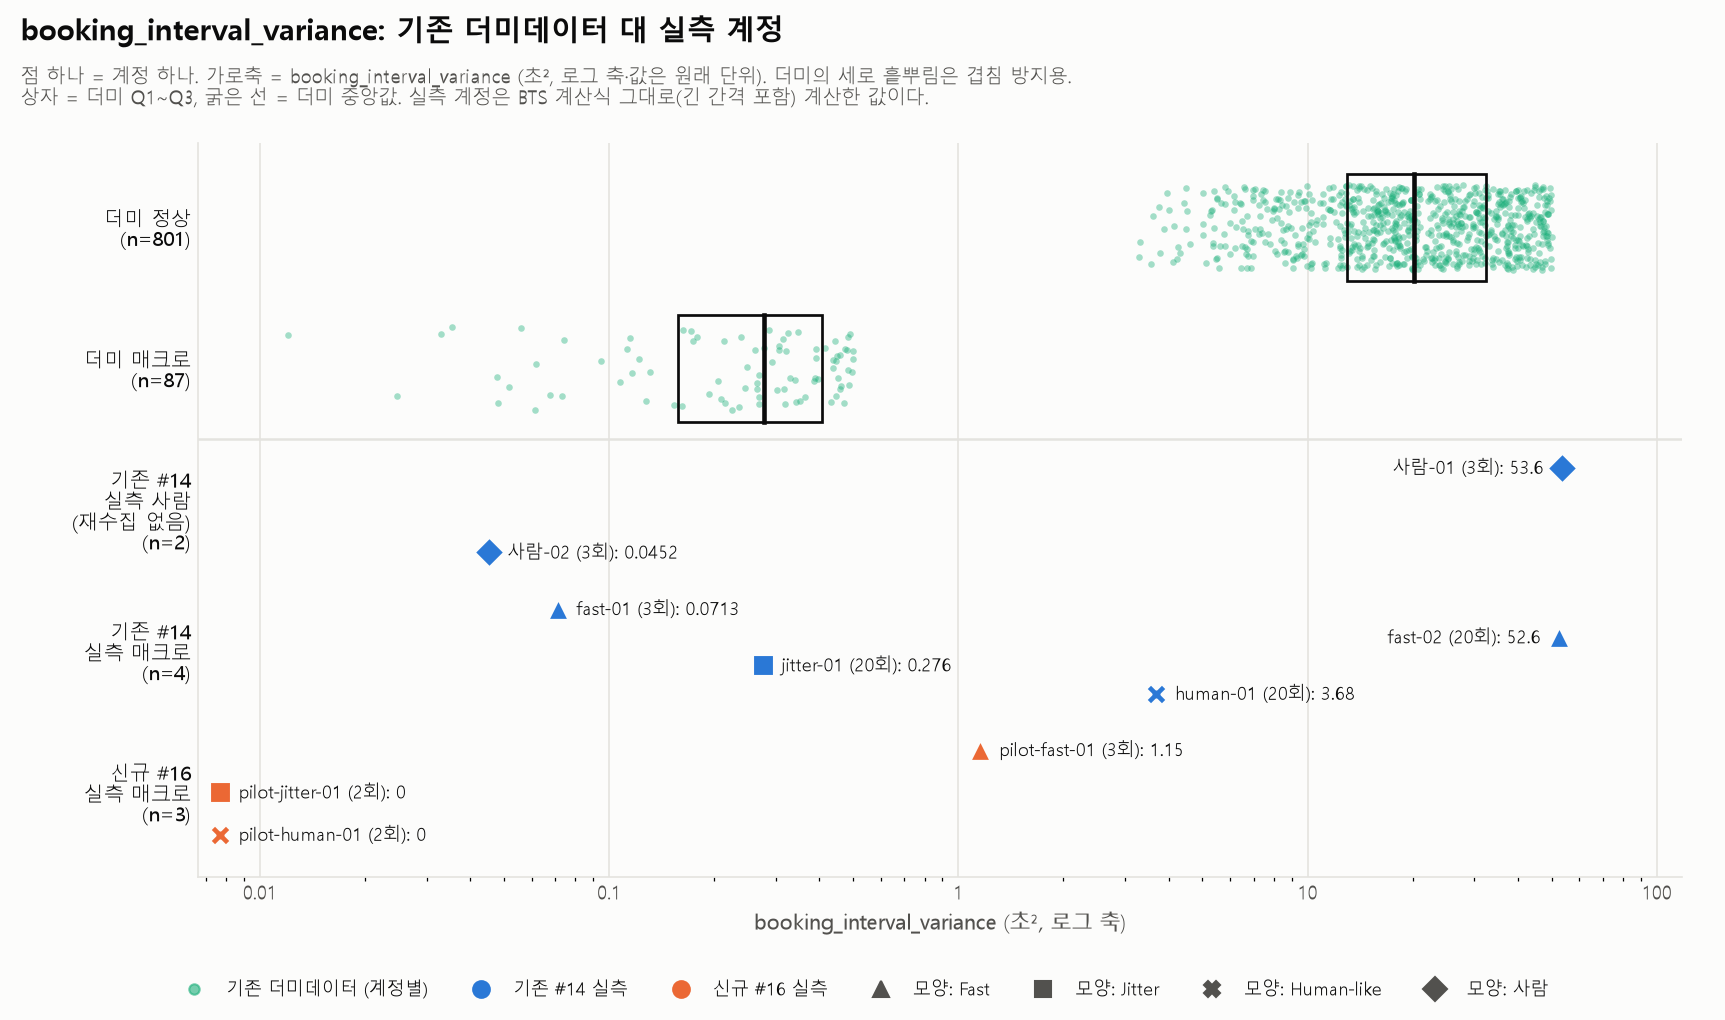 booking_interval_variance: 기존 더미데이터 대 실측 계정
점 하나 = 계정 하나. 가로축 = booking_interval_variance (초², 로그 축·값은 원래 단위). 더미의 세로 흩뿌림은 겹침 방지용.
상자 = 더미 Q1~Q3, 굵은 선 = 더미 중앙값. 실측 계정은 BTS 계산식 그대로(긴 간격 포함) 계산한 값이다.
더미 정상
(n=801)
더미 매크로
(n=87)
기존 #14
실측 사람
(재수집 없음)
(n=2)
사람-01 (3회): 53.6
사람-02 (3회): 0.0452
기존 #14
실측 매크로
(n=4)
fast-01 (3회): 0.0713
fast-02 (20회): 52.6
jitter-01 (20회): 0.276
human-01 (20회): 3.68
신규 #16
실측 매크로
(n=3)
pilot-fast-01 (3회): 1.15
pilot-jitter-01 (2회): 0
pilot-human-01 (2회): 0
0.01 0.1 1 10 100
booking_interval_variance (초², 로그 축)
기존 더미데이터 (계정별) 기존 #14 실측 신규 #16 실측 모양: Fast 모양: Jitter 모양: Human-like 모양: 사람